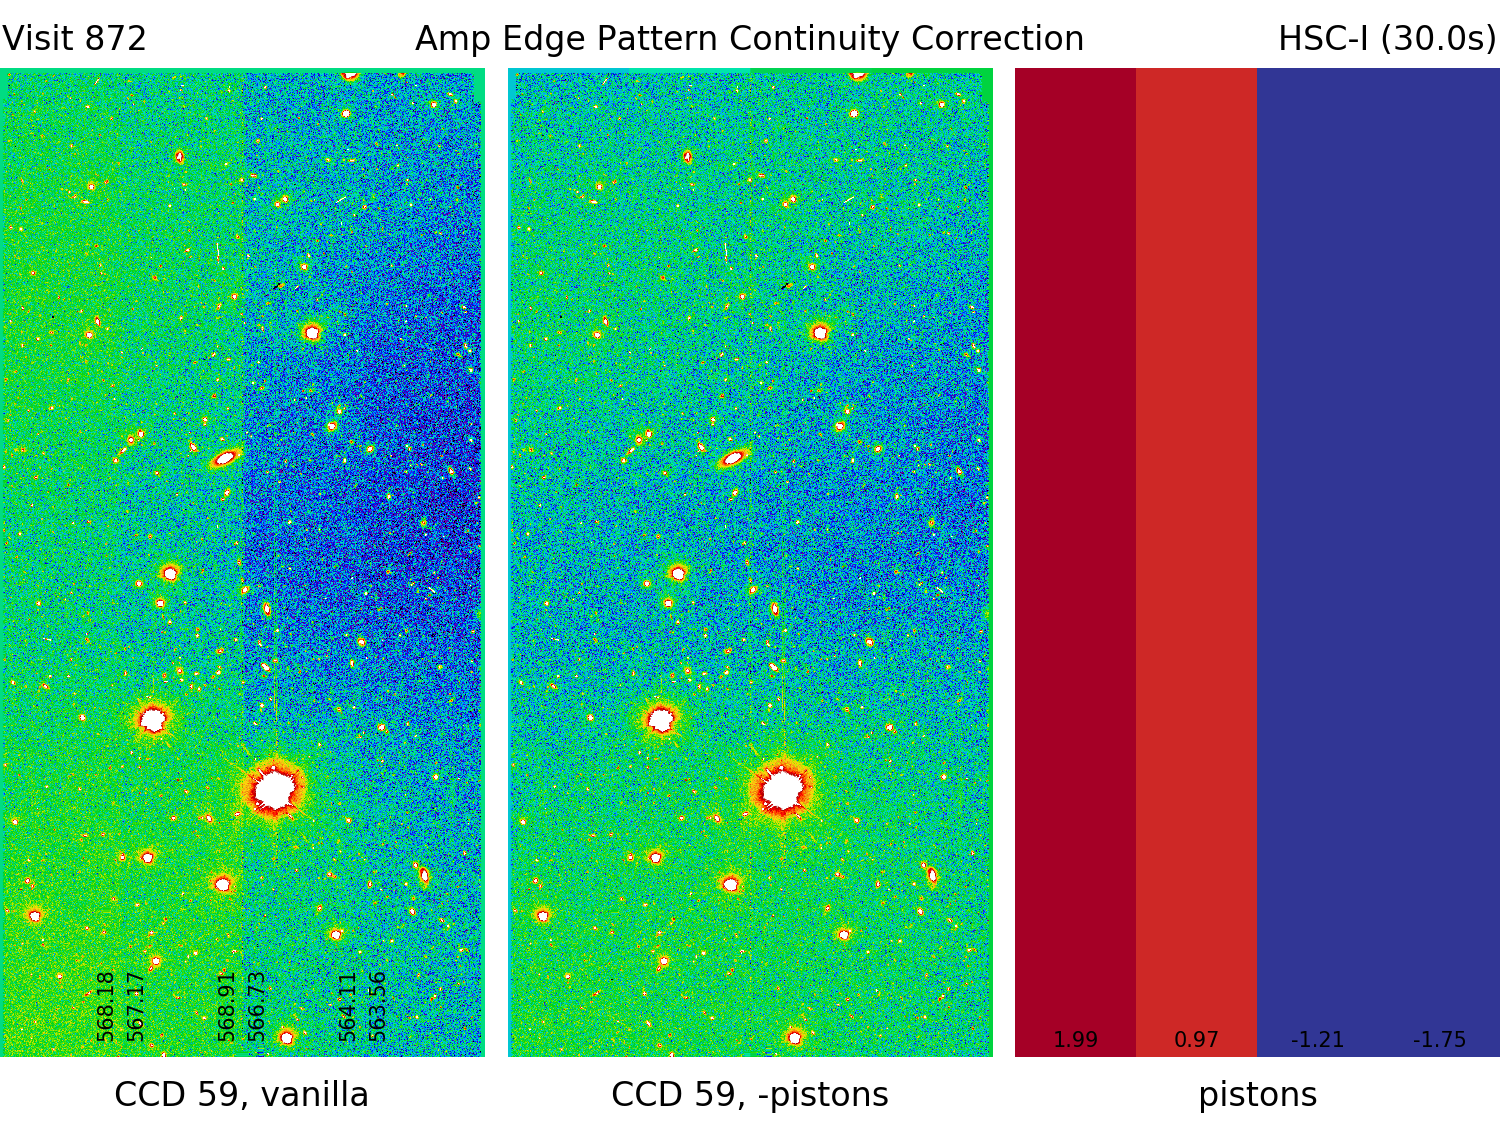 Visit 872
Amp Edge Pattern Continuity Correction
HSC-I (30.0s)
568.18
567.17
568.91
566.73
564.11
563.56
1.99
0.97
-1.21
-1.75
CCD 59, vanilla
CCD 59, -pistons
pistons